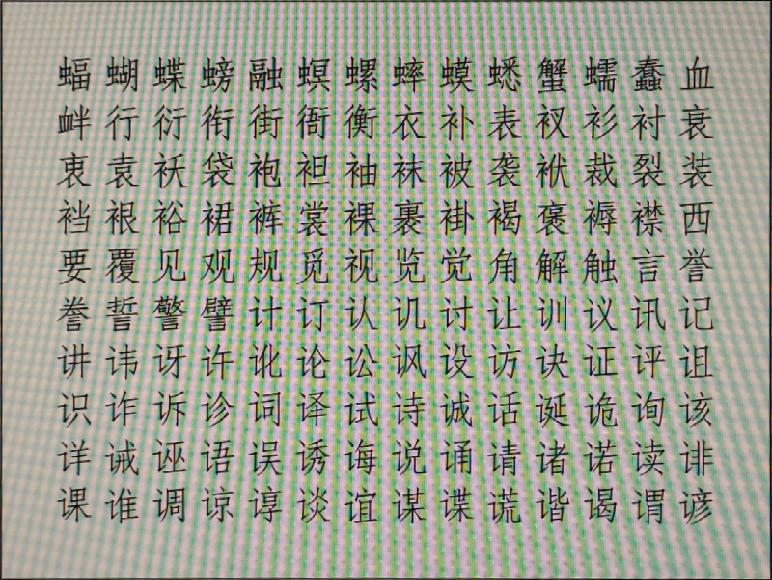 蝠蝴蝶螃融螟螺蟀蟆蟋蟹蠕蠢血
衅行衍衔街衙衡衣补表衩衫衬衰
衷袁袄袋袍袒袖袜被袭袱裁裂装
裆裉裕裙裤裳裸裹褂褐褒褥襟西
要覆见观规觅视览觉角解触言誉
誊誓警譬计订认讥讨让训议讯记
讲讳讶许讹论讼讽设访诀证评诅
识诈诉诊词译试诗诚话诞诡询该
详诫诬语误诱诲说诵请诸诺读诽
课谁调谅谆谈谊谋谍谎谐谒谓谚